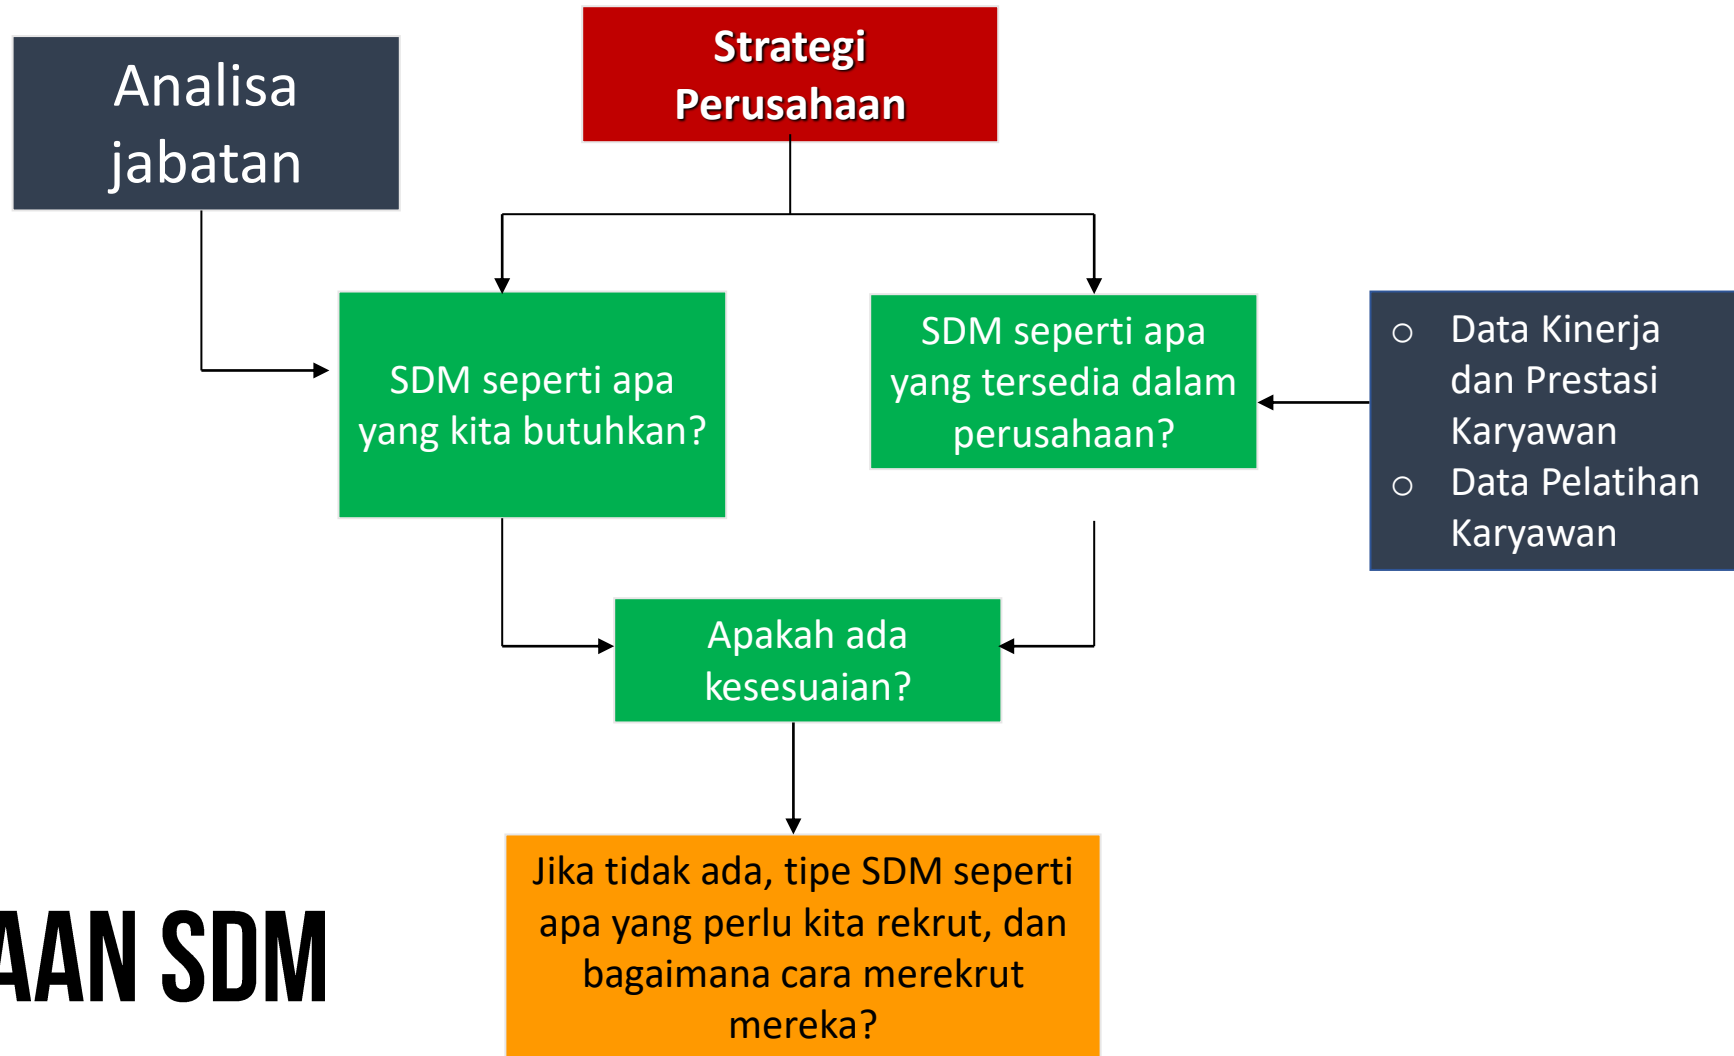 Analisa
jabatan
Strategi
Perusahaan
SDM seperti apa
yang kita butuhkan?
SDM seperti apa
yang tersedia dalam
perusahaan?
○ Data Kinerja
dan Prestasi
Karyawan
○ Data Pelatihan
Karyawan
Apakah ada
kesesuaian?
Jika tidak ada, tipe SDM seperti
apa yang perlu kita rekrut, dan
bagaimana cara merekrut
mereka?
AAN SDM